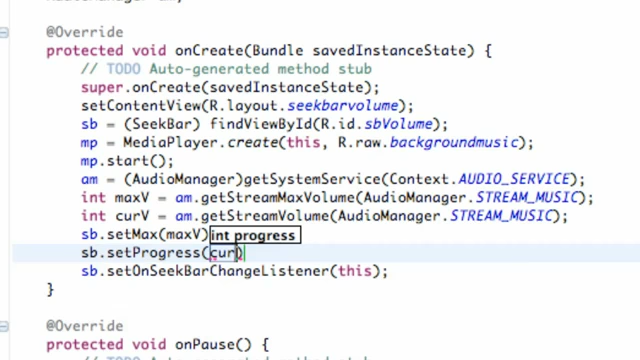 @Override
protected void onCreate(Bundle savedInstanceState) {
// TODO Auto-generated method stub
super.onCreate(savedInstanceState);
setContentView(R.layout.seekbarvolume);
sb = (SeekBar) findViewById(R.id.sbVolume);
mp = MediaPlayer.create(this, R.raw.backgroundmusic);
mp.start();
am = (AudioManager)getSystemService(Context.AUDIO_SERVICE);
int maxV = am.getStreamMaxVolume(AudioManager.STREAM_MUSIC);
int curV = am.getStreamVolume(AudioManager.STREAM_MUSIC);
sb.setMax(maxV) int progress
sb.setProgress(cur)
sb.setOnSeekBarChangeListener(this);
}
@Override
protected void onPause() {